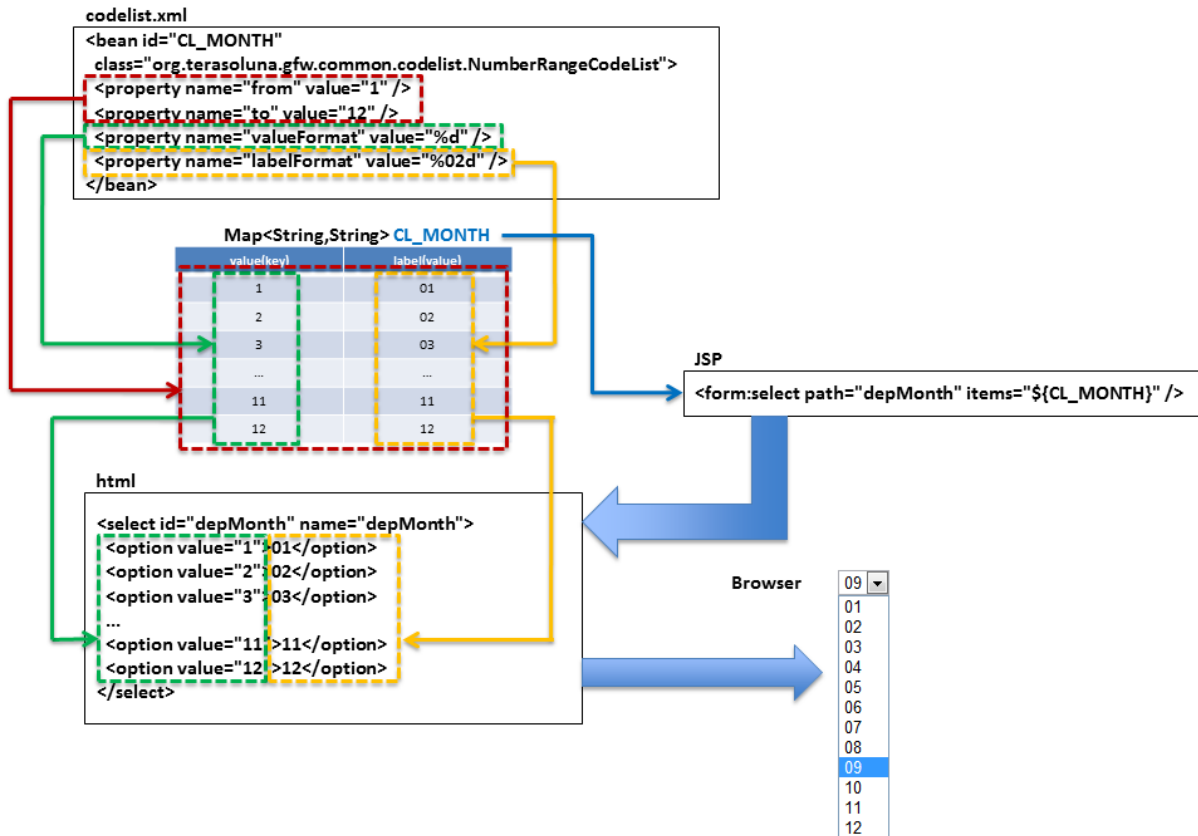 codelist.xml
<bean id="CL_MONTH"
class="org.terasoluna.gfw.common.codelist.NumberRangeCodeList">
<property name="from" value="1" />
<property name="to" value="12" />
<property name="valueFormat" value="%d" />
<property name="labelFormat" value="%02d" />
</bean>
Map<String,String> CL_MONTH
value(key) label(value)
1 01
2 02
3 03
... ...
11 11
12 12
JSP
<form:select path="depMonth" items="${CL_MONTH}" />
html
<select id="depMonth" name="depMonth">
<option value="1">01</option>
<option value="2">02</option>
<option value="3">03</option>
...
<option value="11">11</option>
<option value="12">12</option>
</select>
Browser
09
01
02
03
04
05
06
07
08
09
10
11
12